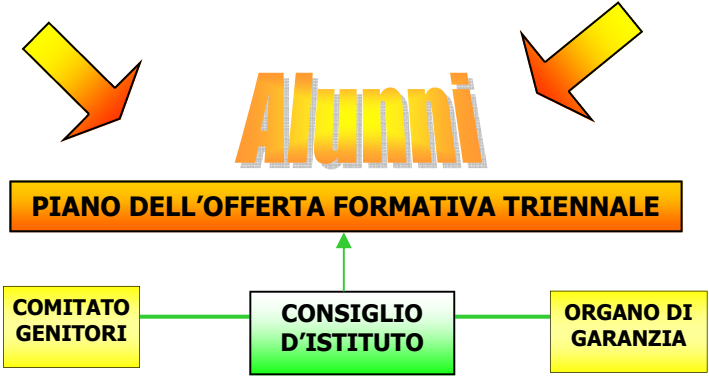 Alunni
PIANO DELL’OFFERTA FORMATIVA TRIENNALE
COMITATO
GENITORI
CONSIGLIO
D’ISTITUTO
ORGANO DI
GARANZIA